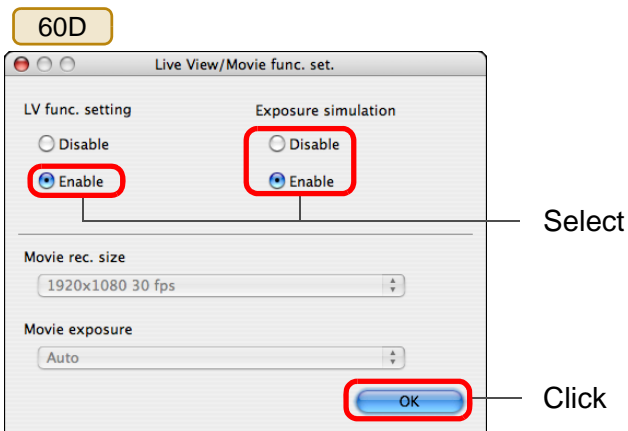 60D
Live View/Movie func. set.
LV func. setting
Exposure simulation
Disable
Disable
Enable
Enable
Select
Movie rec. size
1920x1080 30 fps
Movie exposure
Auto
OK
Click